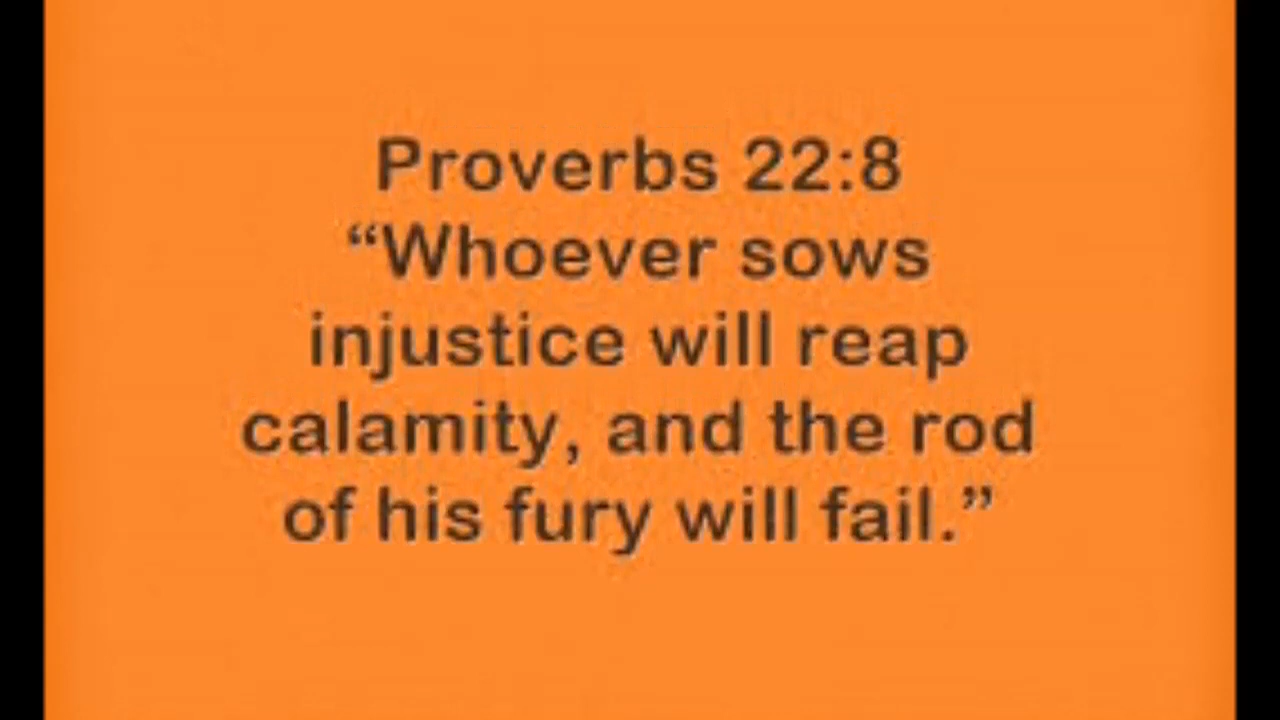 Proverbs 22:8
“Whoever sows
injustice will reap
calamity, and the rod
of his fury will fail.”